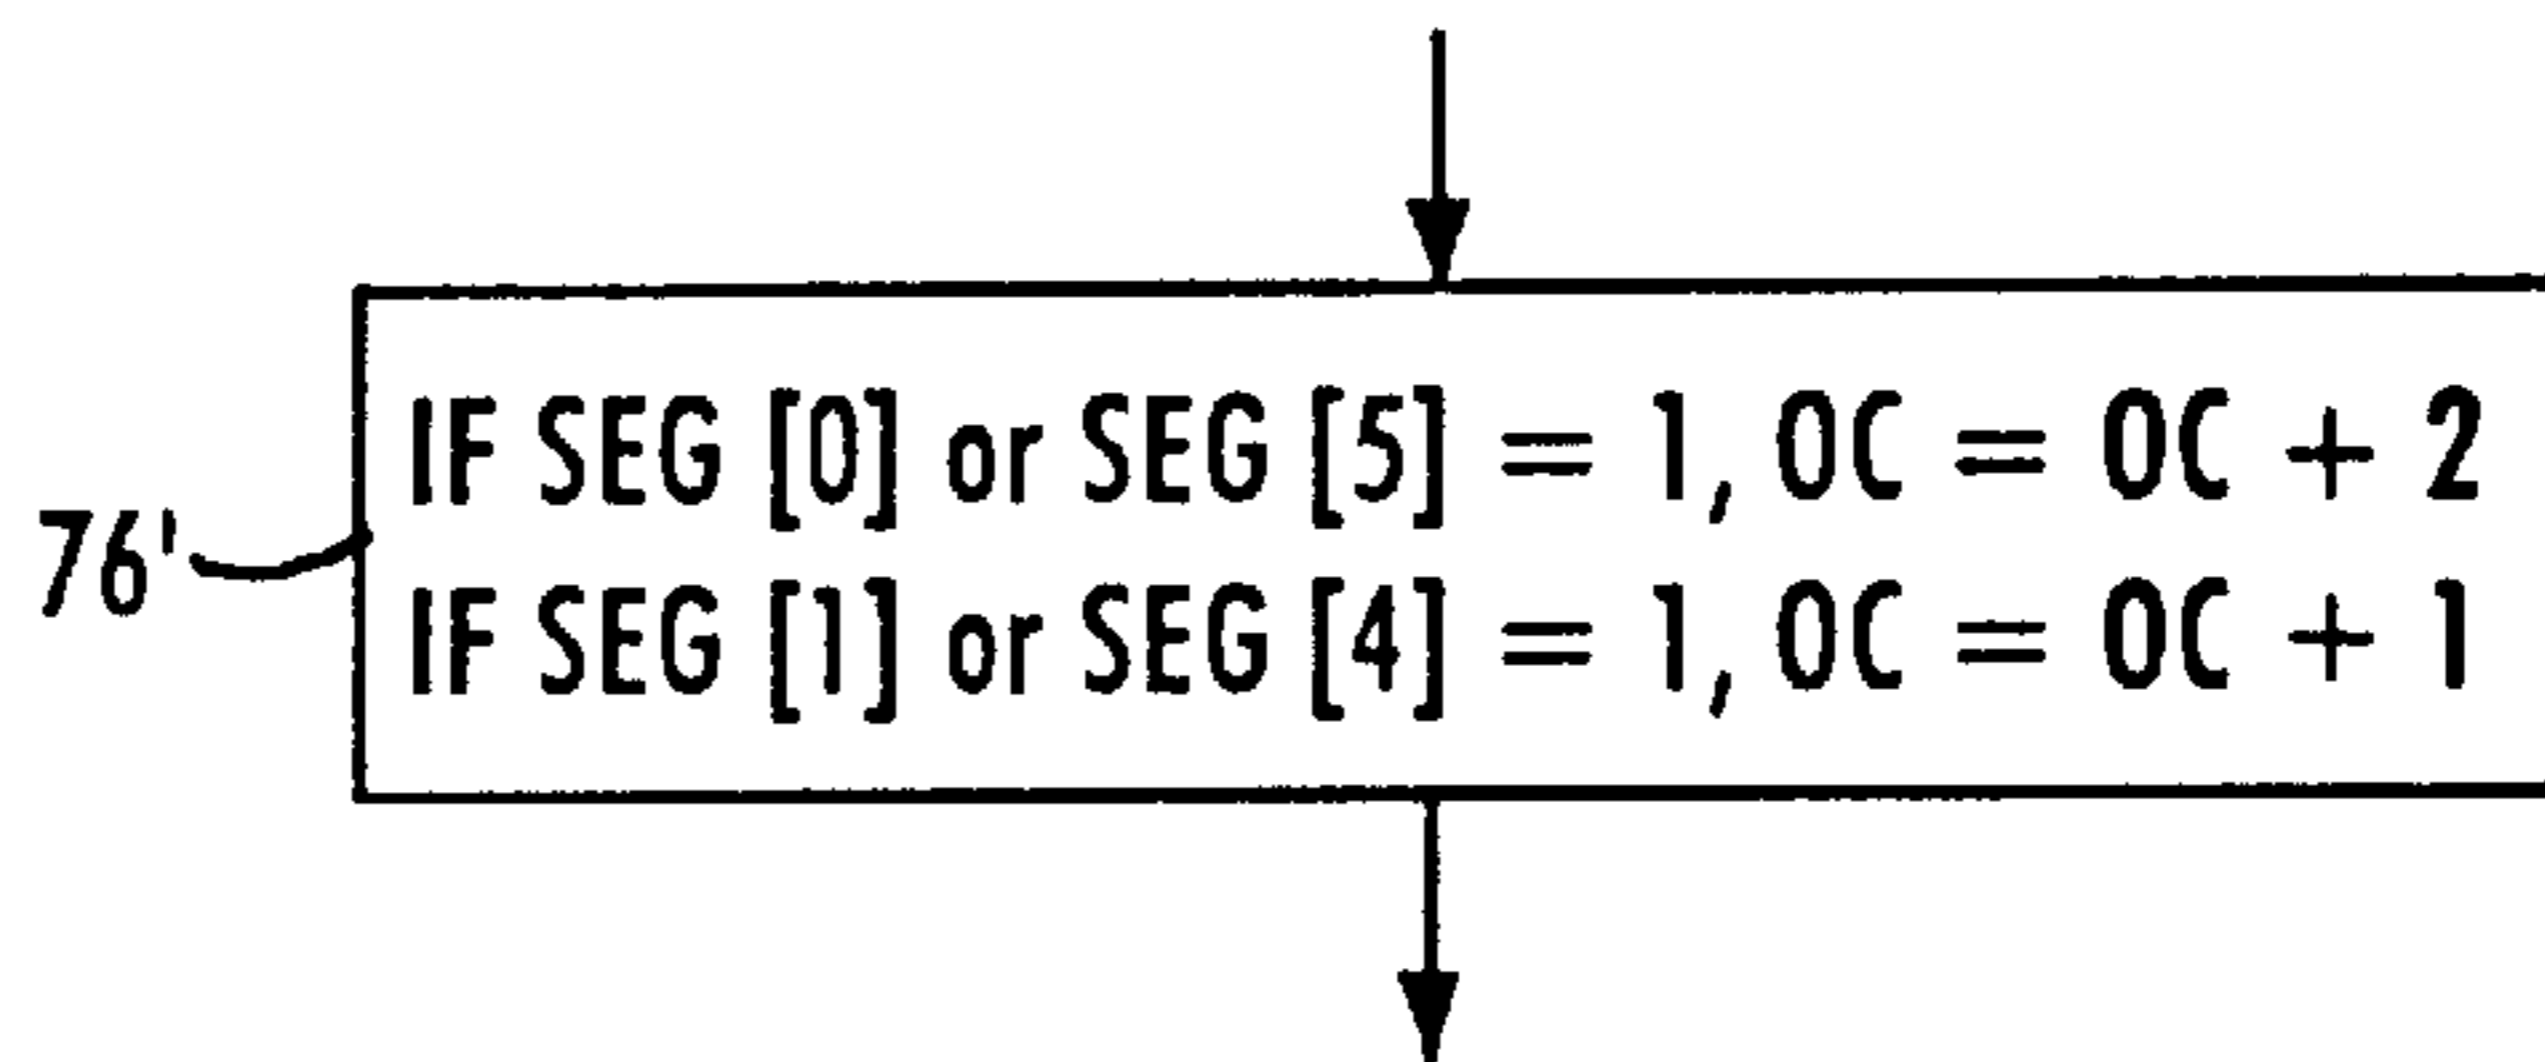 IF SEG [0] or SEG [5] = 1, OC = OC + 2
76'
IF SEG [1] or SEG [4] = 1, OC = OC + 1